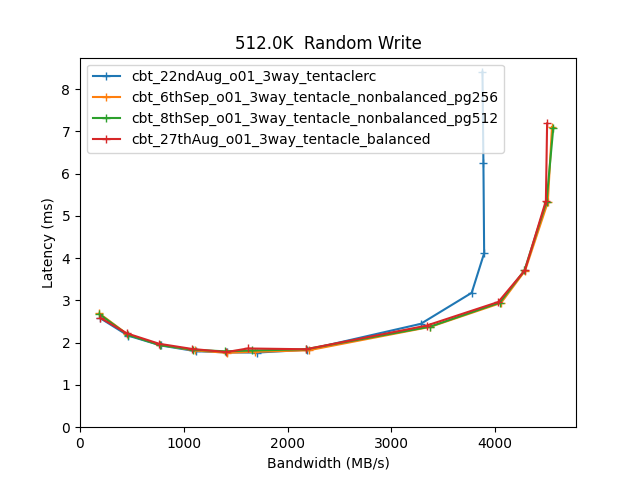 512.0K  Random Write
cbt_22ndAug_o01_3way_tentaclerc
cbt_6thSep_o01_3way_tentacle_nonbalanced_pg256
cbt_8thSep_o01_3way_tentacle_nonbalanced_pg512
cbt_27thAug_o01_3way_tentacle_balanced
8
7
6
5
4
3
2
1
0
Latency (ms)
0 1000 2000 3000 4000
Bandwidth (MB/s)